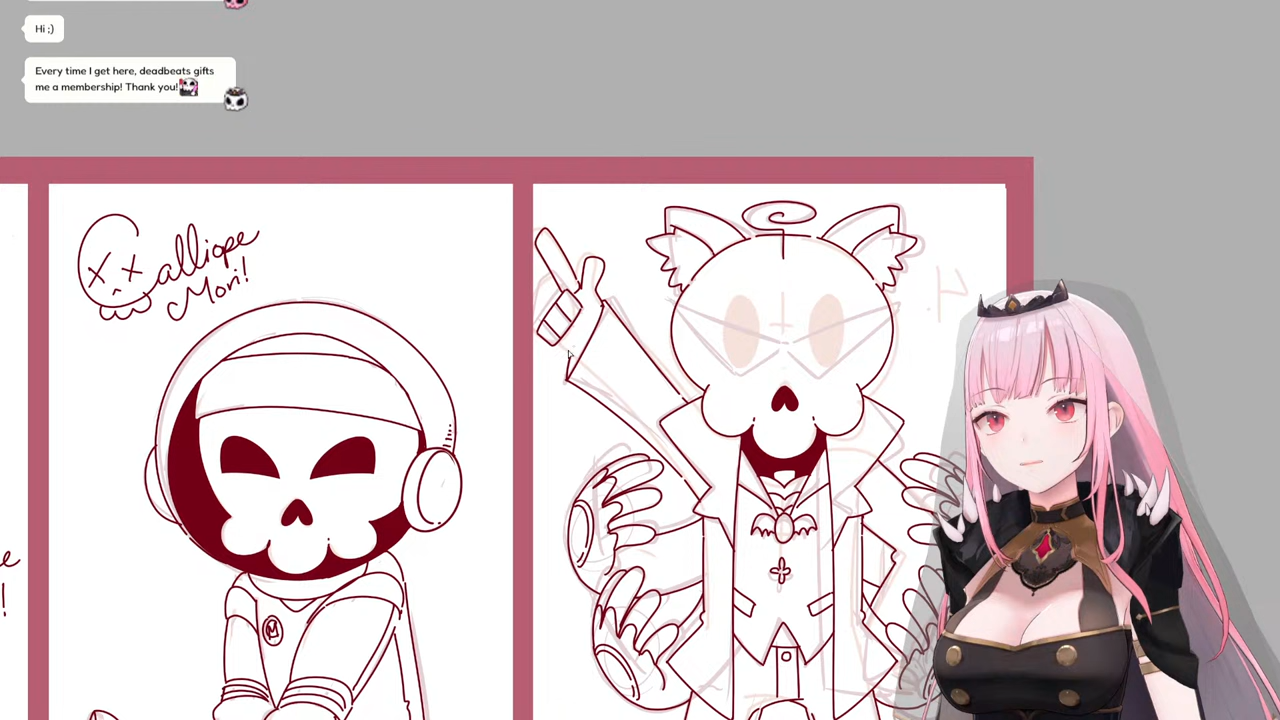 Hi ;)
Every time I get here, deadbeats gifts
me a membership! Thank you!
Calliope
Mori!
M